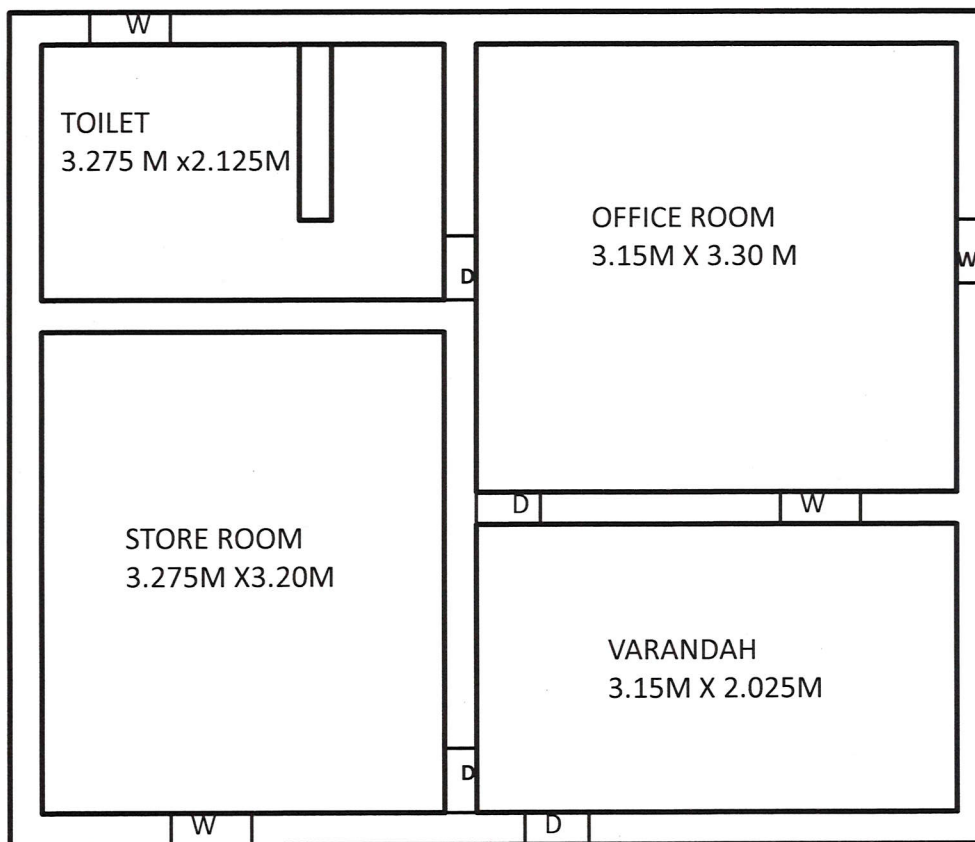 W
TOILET
3.275 M x2.125M
OFFICE ROOM
3.15M X 3.30 M
W
D
D
W
STORE ROOM
3.275M X3.20M
VARANDAH
3.15M X 2.025M
D
W
D